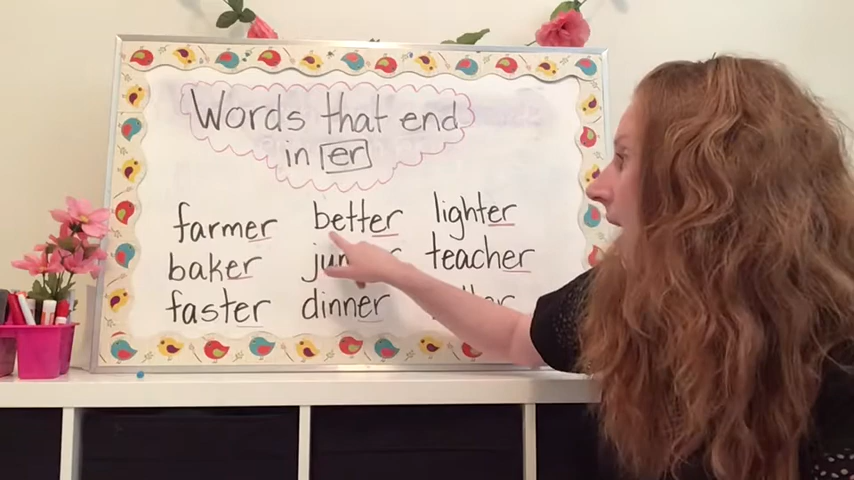 Words that end
in er
farmer better lighter
baker teacher
faster dinner